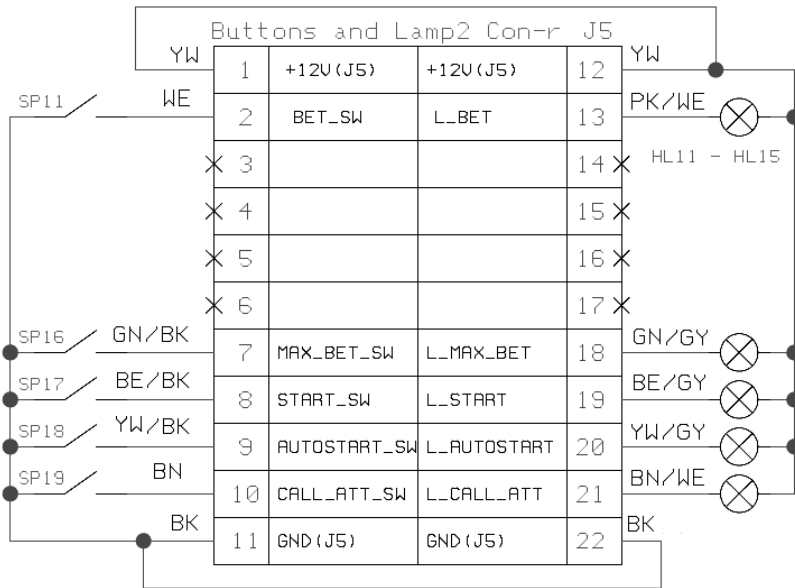 Buttons and Lamp2 Con-r J5
YW 1 +12V(J5) +12V(J5) 12 YW
SP11 WE 2 BET_SW L_BET 13 PK/WE
3 14 HL11 - HL15
4 15
5 16
6 17
SP16 GN/BK 7 MAX_BET_SW L_MAX_BET 18 GN/GY
SP17 BE/BK 8 START_SW L_START 19 BE/GY
SP18 YW/BK 9 AUTOSTART_SW L_AUTOSTART 20 YW/GY
SP19 BN 10 CALL_ATT_SW L_CALL_ATT 21 BN/WE
BK 11 GND(J5) GND(J5) 22 BK